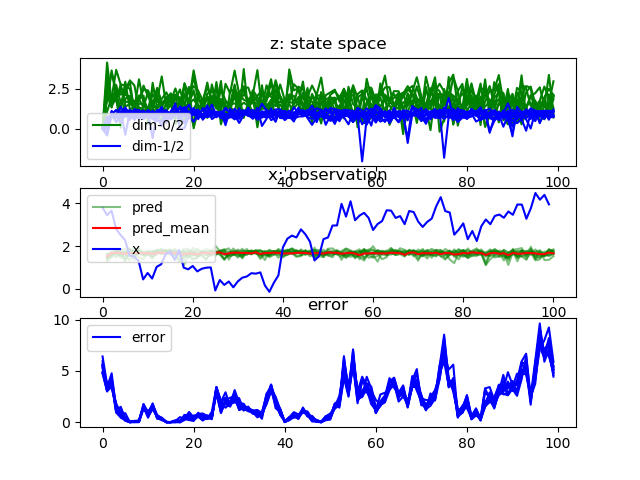 z: state space
2.5
0.0
dim-0/2
dim-1/2
0 20 40 60 80 100
x: observation
4
2
0
pred
pred_mean
x
0 20 40 60 80 100
error
10
5
0
error
0 20 40 60 80 100